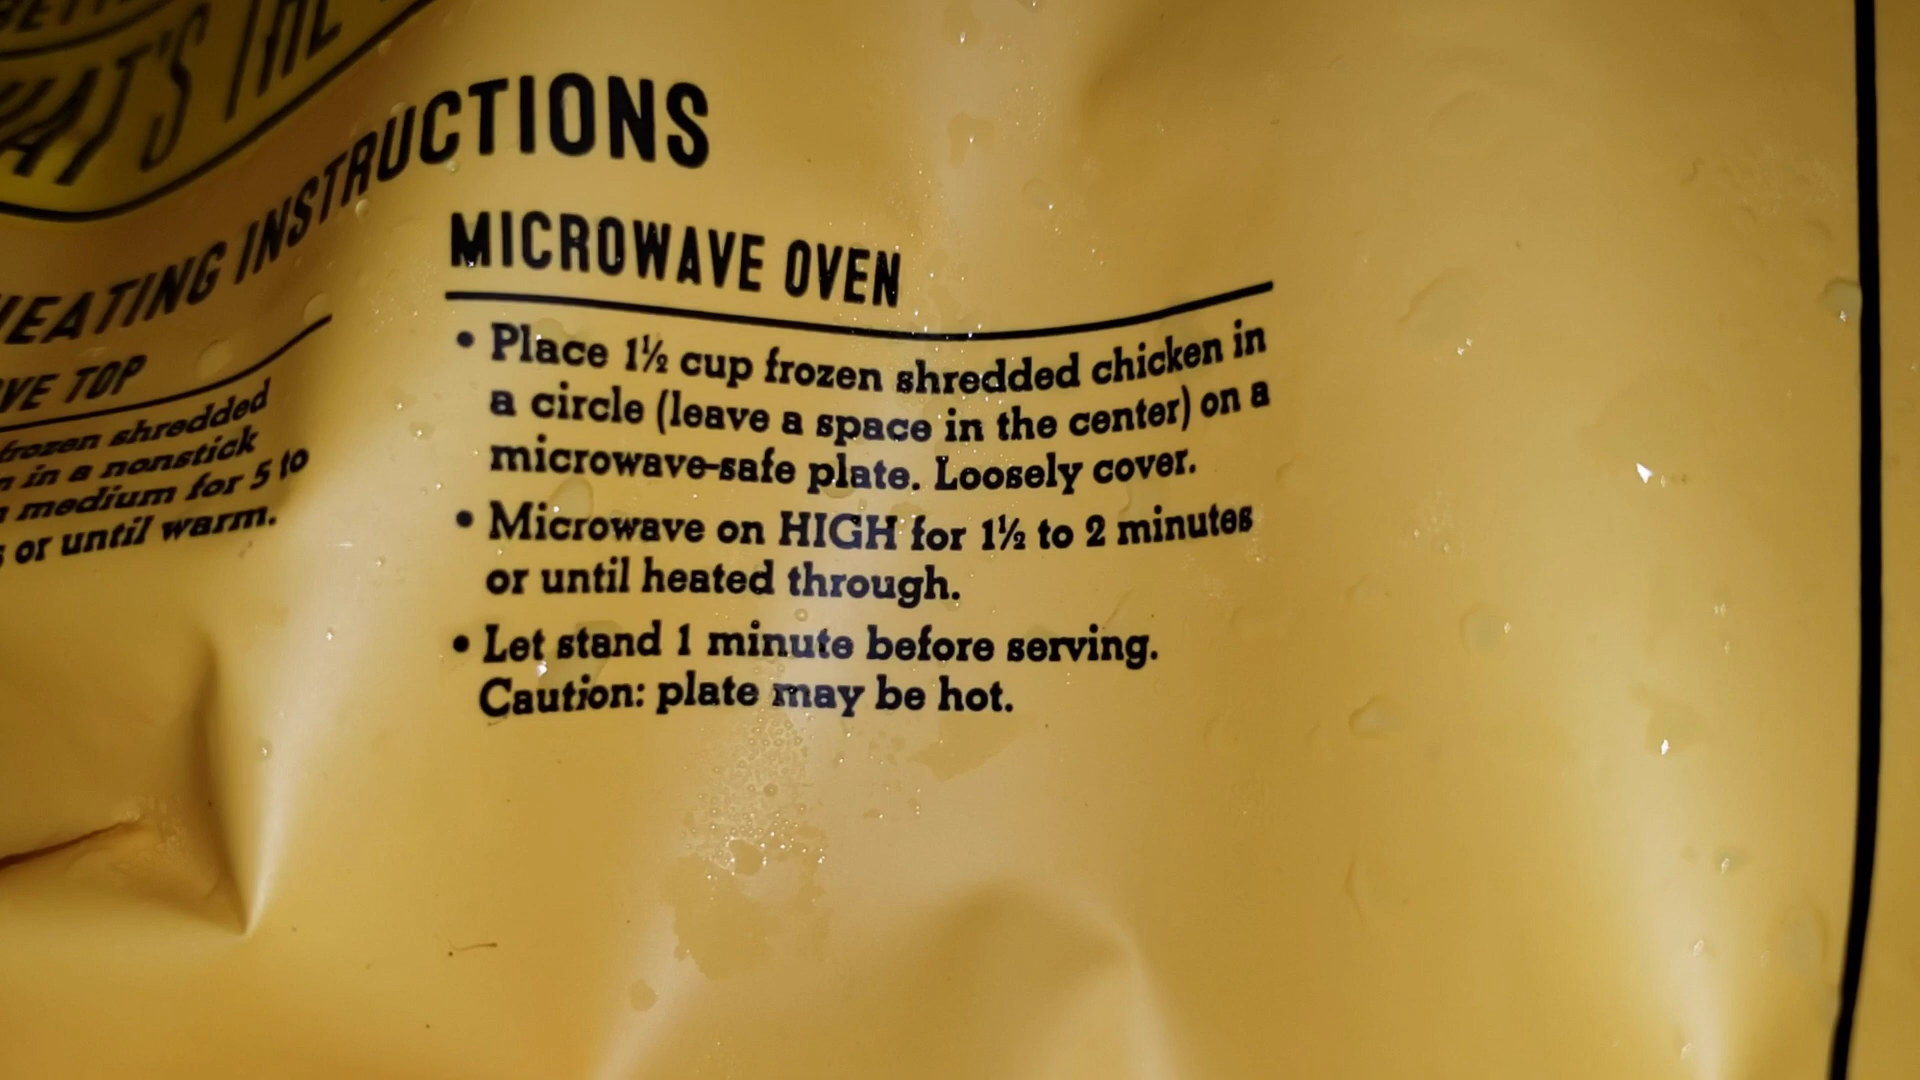 HAT'S THE
HEATING INSTRUCTIONS
VE TOP
frozen shredded
in a nonstick
medium for 5 to
or until warm.
MICROWAVE OVEN
• Place 1½ cup frozen shredded chicken in
a circle (leave a space in the center) on a
microwave-safe plate. Loosely cover.
• Microwave on HIGH for 1½ to 2 minutes
or until heated through.
• Let stand 1 minute before serving.
Caution: plate may be hot.